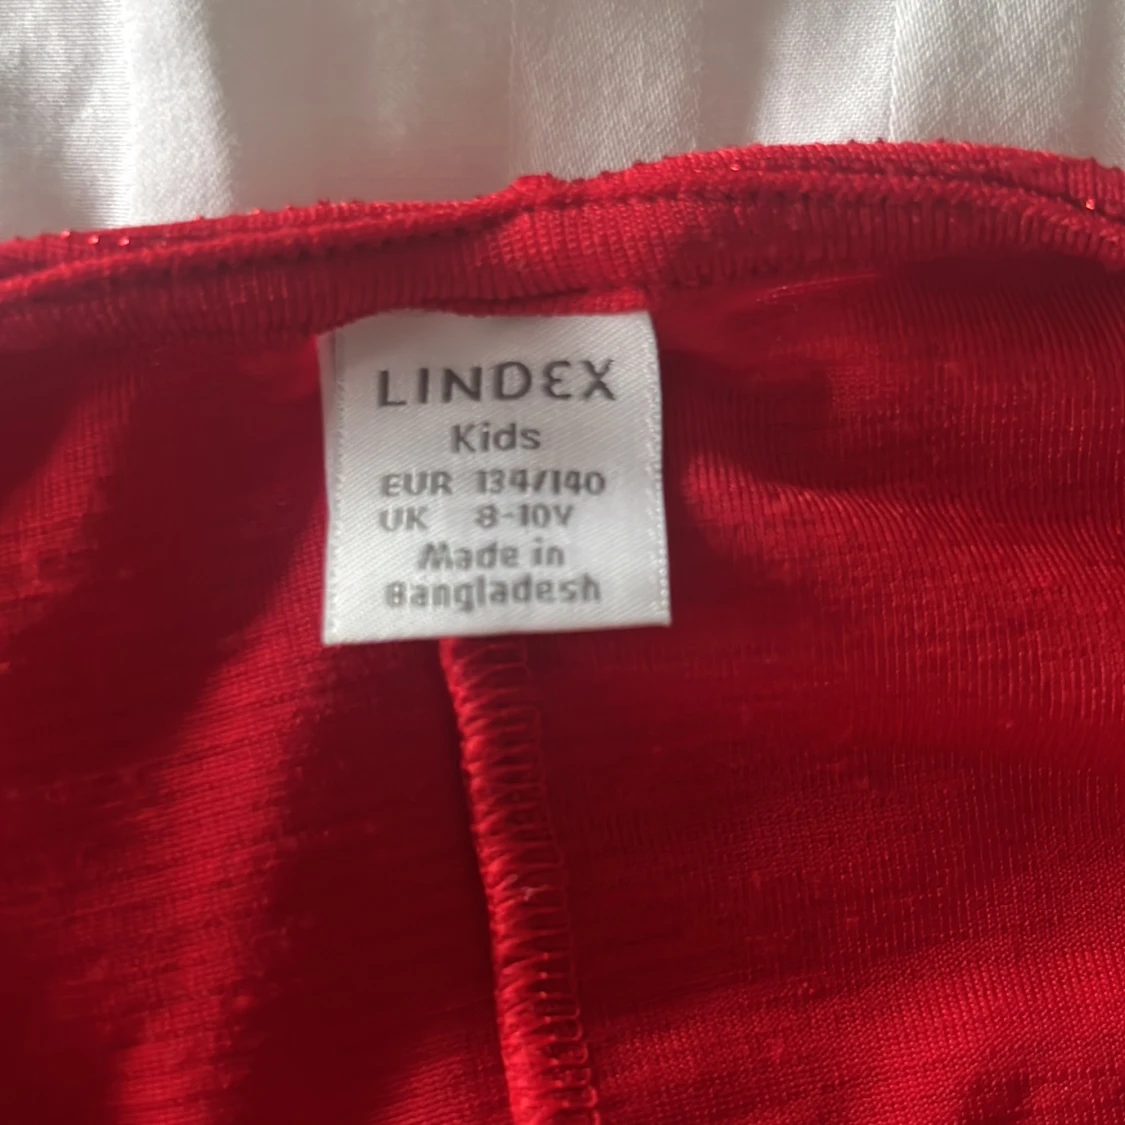 LINDEX
Kids
EUR 134/140
UK 8-10Y
Made in
Bangladesh